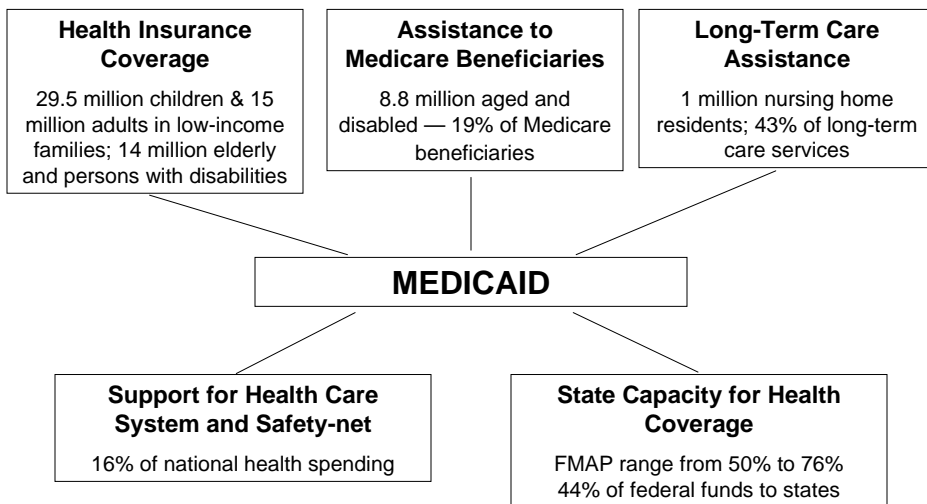 Health Insurance
Coverage
29.5 million children & 15
million adults in low-income
families; 14 million elderly
and persons with disabilities
Assistance to
Medicare Beneficiaries
8.8 million aged and
disabled — 19% of Medicare
beneficiaries
Long-Term Care
Assistance
1 million nursing home
residents; 43% of long-term
care services
MEDICAID
Support for Health Care
System and Safety-net
16% of national health spending
State Capacity for Health
Coverage
FMAP range from 50% to 76%
44% of federal funds to states